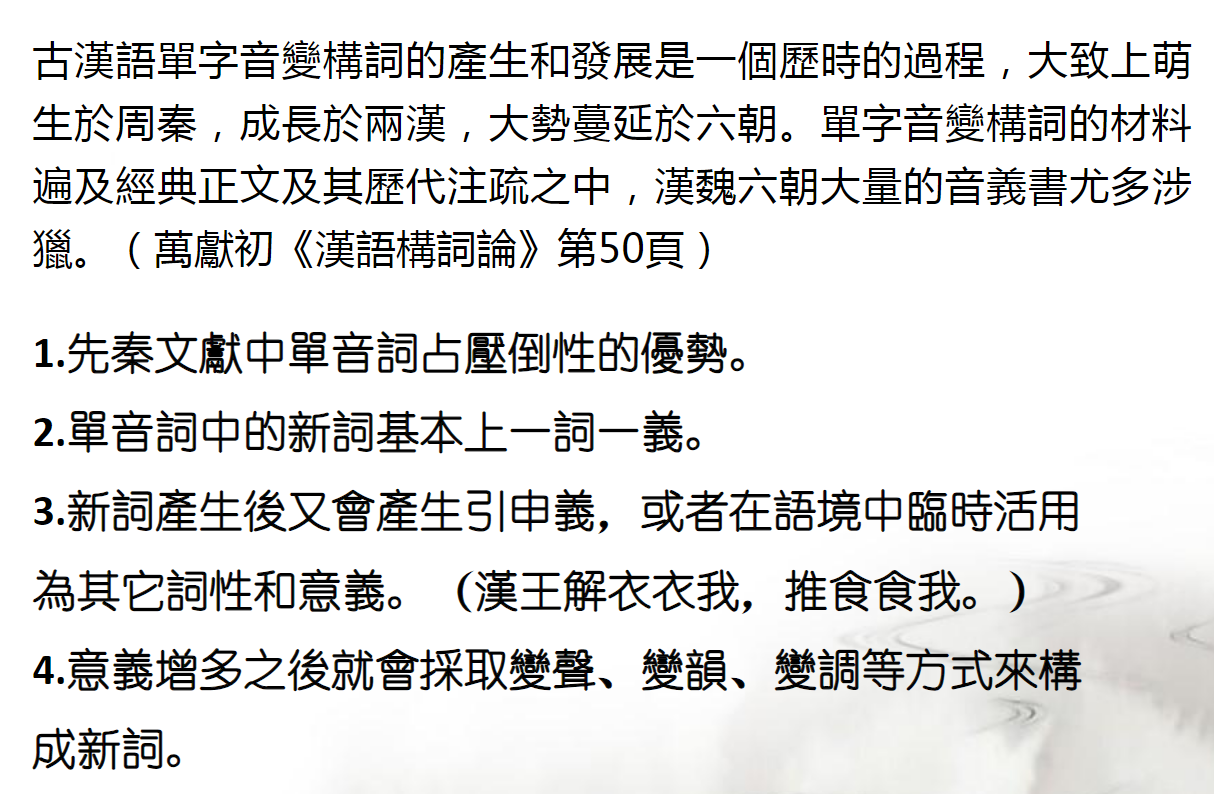 古漢語單字音變構詞的產生和發展是一個歷時的過程，大致上萌
生於周秦，成長於兩漢，大勢蔓延於六朝。單字音變構詞的材料
遍及經典正文及其歷代注疏之中，漢魏六朝大量的音義書尤多涉
獵。（萬獻初《漢語構詞論》第50頁）
1.先秦文獻中單音詞占壓倒性的優勢。
2.單音詞中的新詞基本上一詞一義。
3.新詞產生後又會產生引申義，或者在語境中臨時活用
為其它詞性和意義。（漢王解衣衣我，推食食我。）
4.意義增多之後就會採取變聲、變韻、變調等方式來構
成新詞。